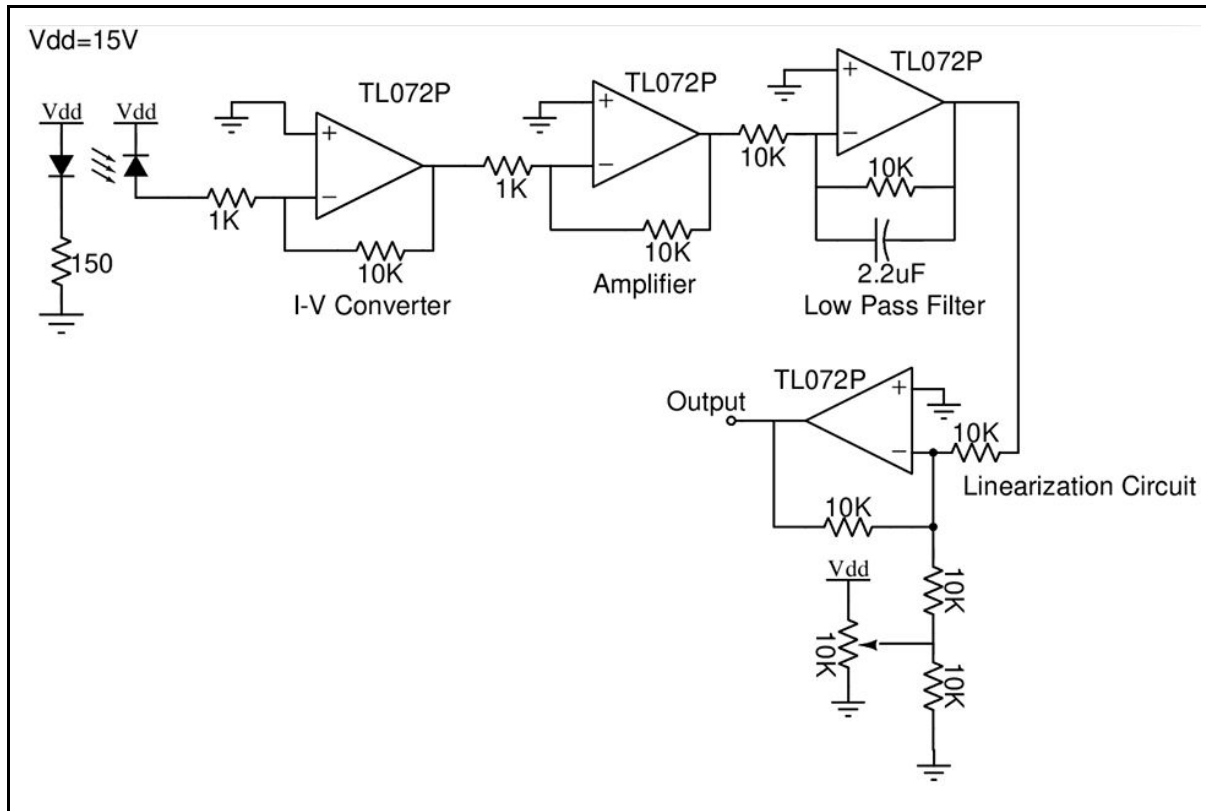 Vdd=15V
Vdd
Vdd
150
1K
TL072P
+
−
10K
I-V Converter
1K
TL072P
+
−
10K
Amplifier
10K
TL072P
+
−
10K
2.2uF
Low Pass Filter
TL072P
+
−
Output
10K
Linearization Circuit
10K
Vdd
10K
10K
10K